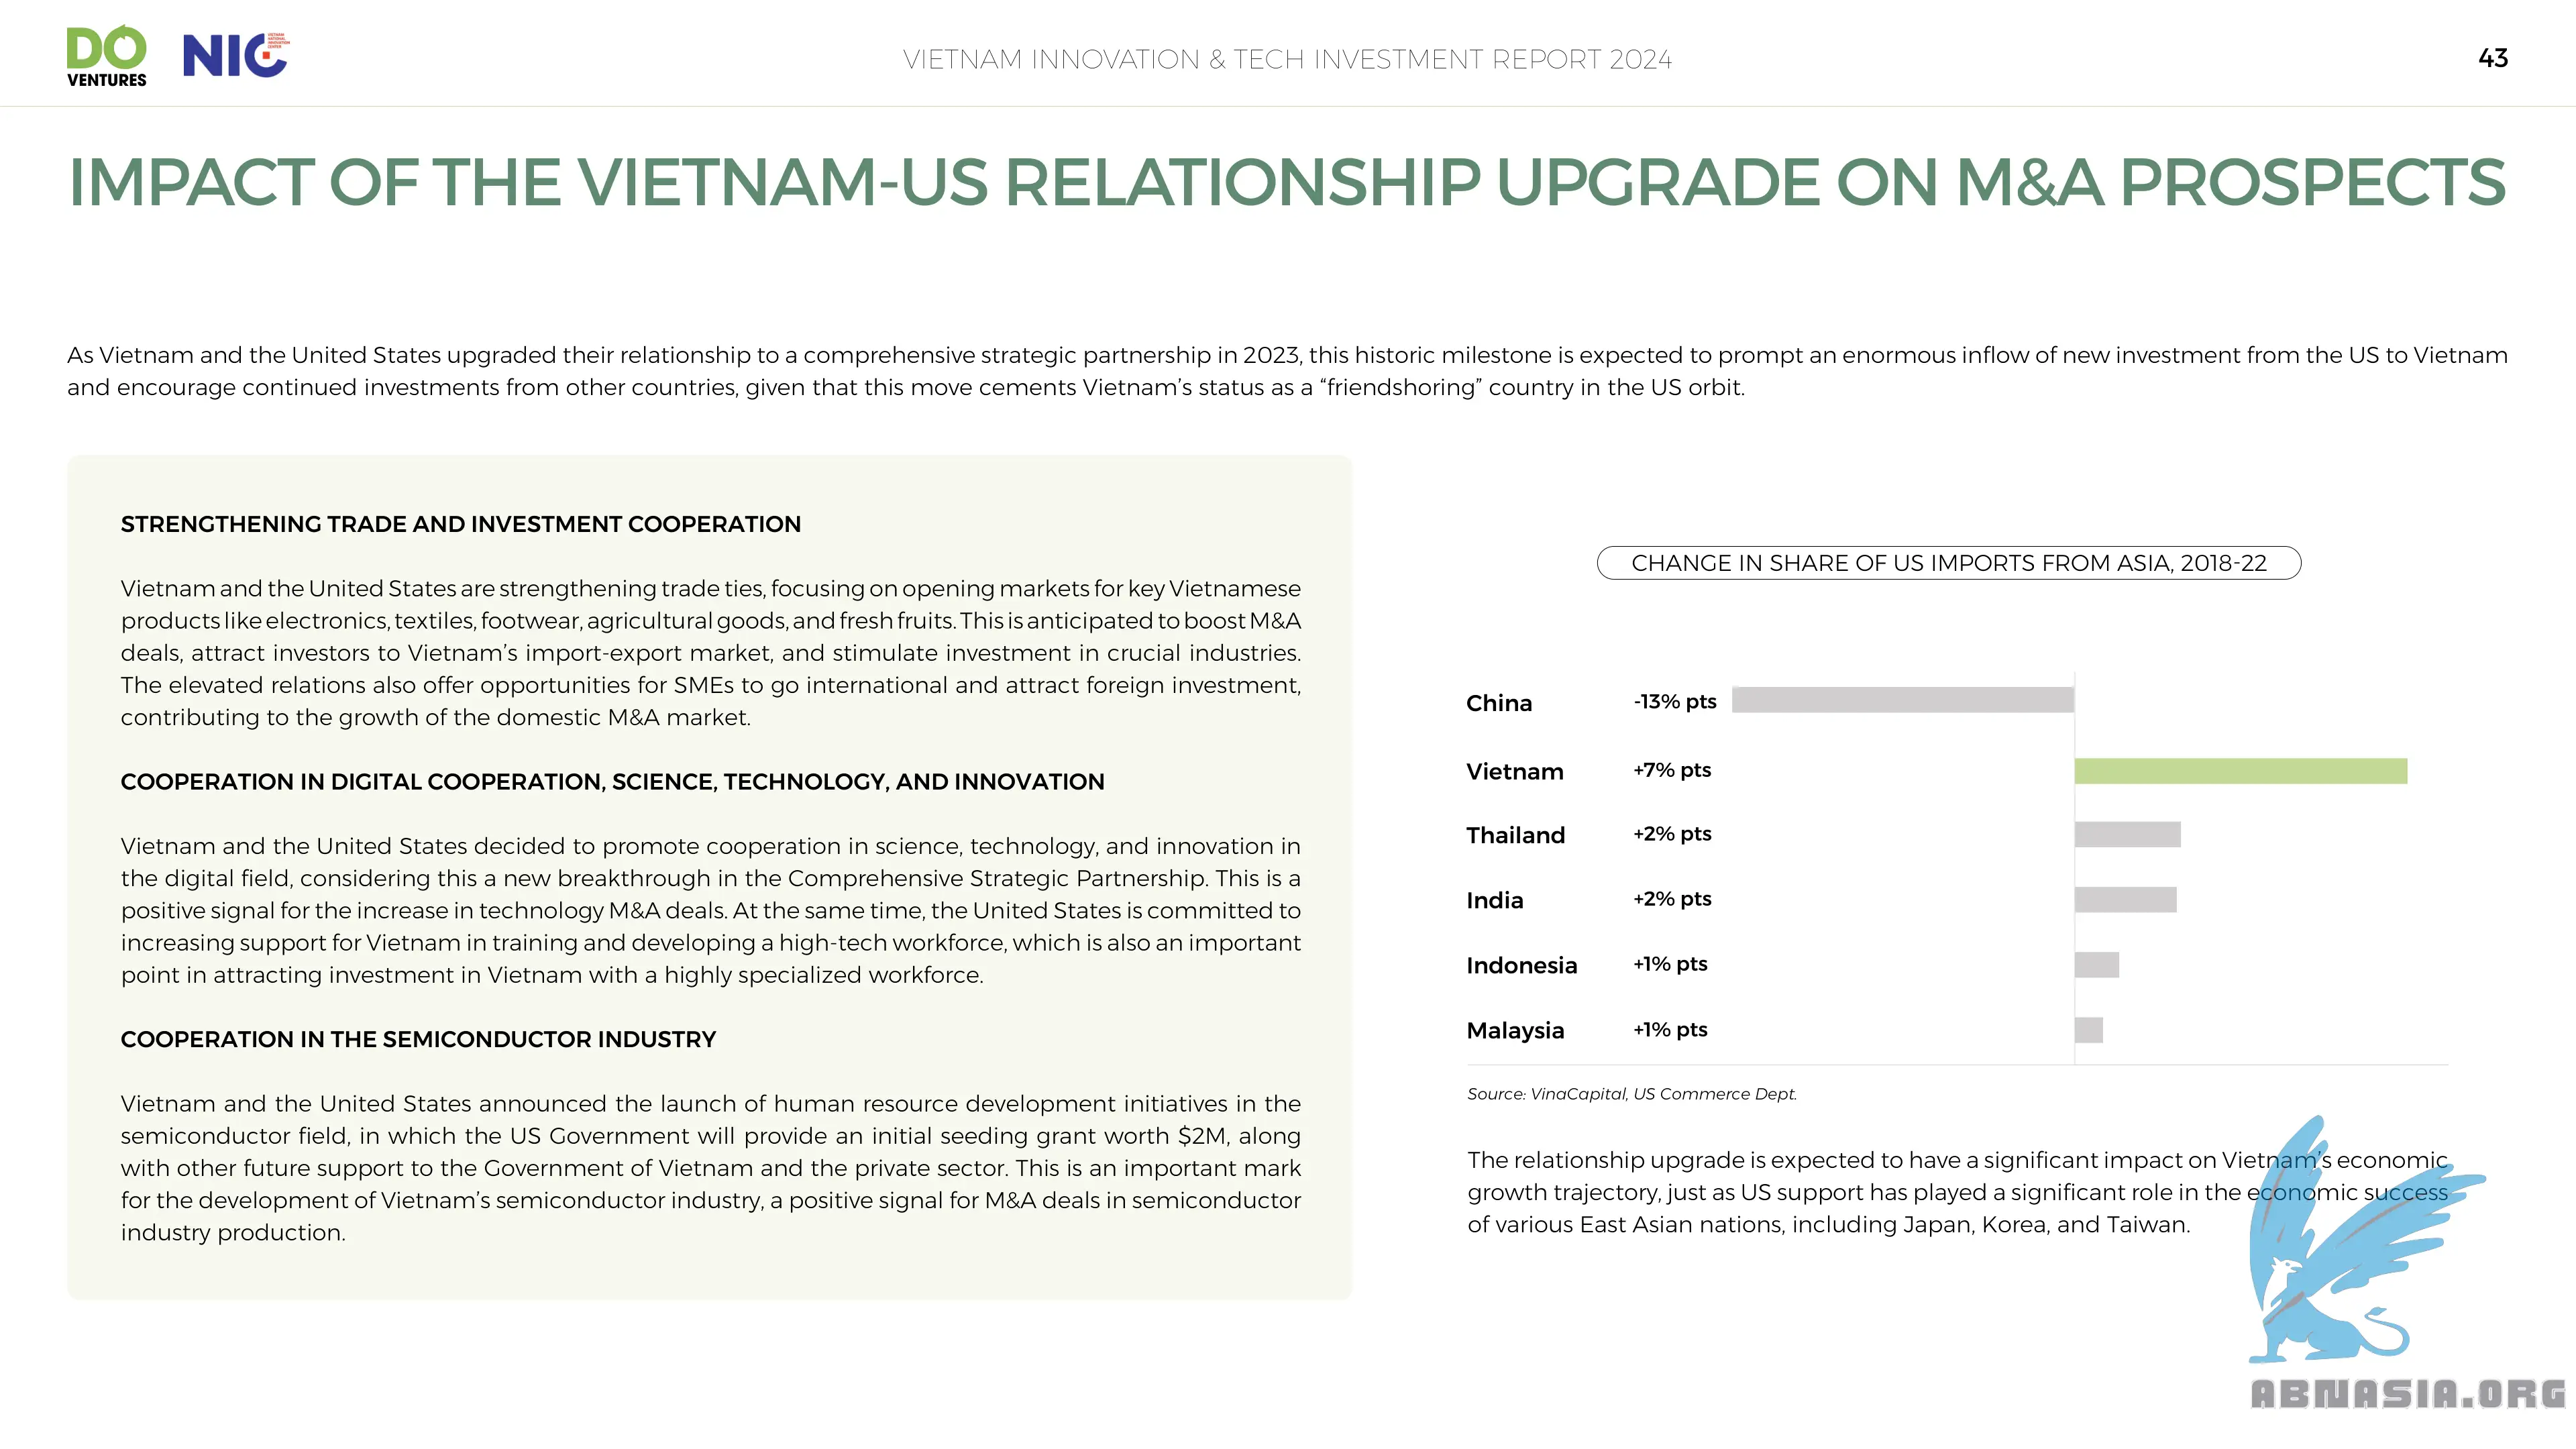 DO
VENTURES
NIC
VIETNAM
NATIONAL
INNOVATION
CENTER
VIETNAM INNOVATION & TECH INVESTMENT REPORT 2024
43
IMPACT OF THE VIETNAM-US RELATIONSHIP UPGRADE ON M&A PROSPECTS
As Vietnam and the United States upgraded their relationship to a comprehensive strategic partnership in 2023, this historic milestone is expected to prompt an enormous inflow of new investment from the US to Vietnam
and encourage continued investments from other countries, given that this move cements Vietnam’s status as a “friendshoring” country in the US orbit.
STRENGTHENING TRADE AND INVESTMENT COOPERATION
Vietnam and the United States are strengthening trade ties, focusing on opening markets for key Vietnamese
products like electronics, textiles, footwear, agricultural goods, and fresh fruits. This is anticipated to boost M&A
deals, attract investors to Vietnam’s import-export market, and stimulate investment in crucial industries.
The elevated relations also offer opportunities for SMEs to go international and attract foreign investment,
contributing to the growth of the domestic M&A market.
COOPERATION IN DIGITAL COOPERATION, SCIENCE, TECHNOLOGY, AND INNOVATION
Vietnam and the United States decided to promote cooperation in science, technology, and innovation in
the digital field, considering this a new breakthrough in the Comprehensive Strategic Partnership. This is a
positive signal for the increase in technology M&A deals. At the same time, the United States is committed to
increasing support for Vietnam in training and developing a high-tech workforce, which is also an important
point in attracting investment in Vietnam with a highly specialized workforce.
COOPERATION IN THE SEMICONDUCTOR INDUSTRY
Vietnam and the United States announced the launch of human resource development initiatives in the
semiconductor field, in which the US Government will provide an initial seeding grant worth $2M, along
with other future support to the Government of Vietnam and the private sector. This is an important mark
for the development of Vietnam’s semiconductor industry, a positive signal for M&A deals in semiconductor
industry production.
CHANGE IN SHARE OF US IMPORTS FROM ASIA, 2018-22
China -13% pts
Vietnam +7% pts
Thailand +2% pts
India +2% pts
Indonesia +1% pts
Malaysia +1% pts
Source: VinaCapital, US Commerce Dept.
The relationship upgrade is expected to have a significant impact on Vietnam’s economic
growth trajectory, just as US support has played a significant role in the economic success
of various East Asian nations, including Japan, Korea, and Taiwan.
ABNASIA.ORG